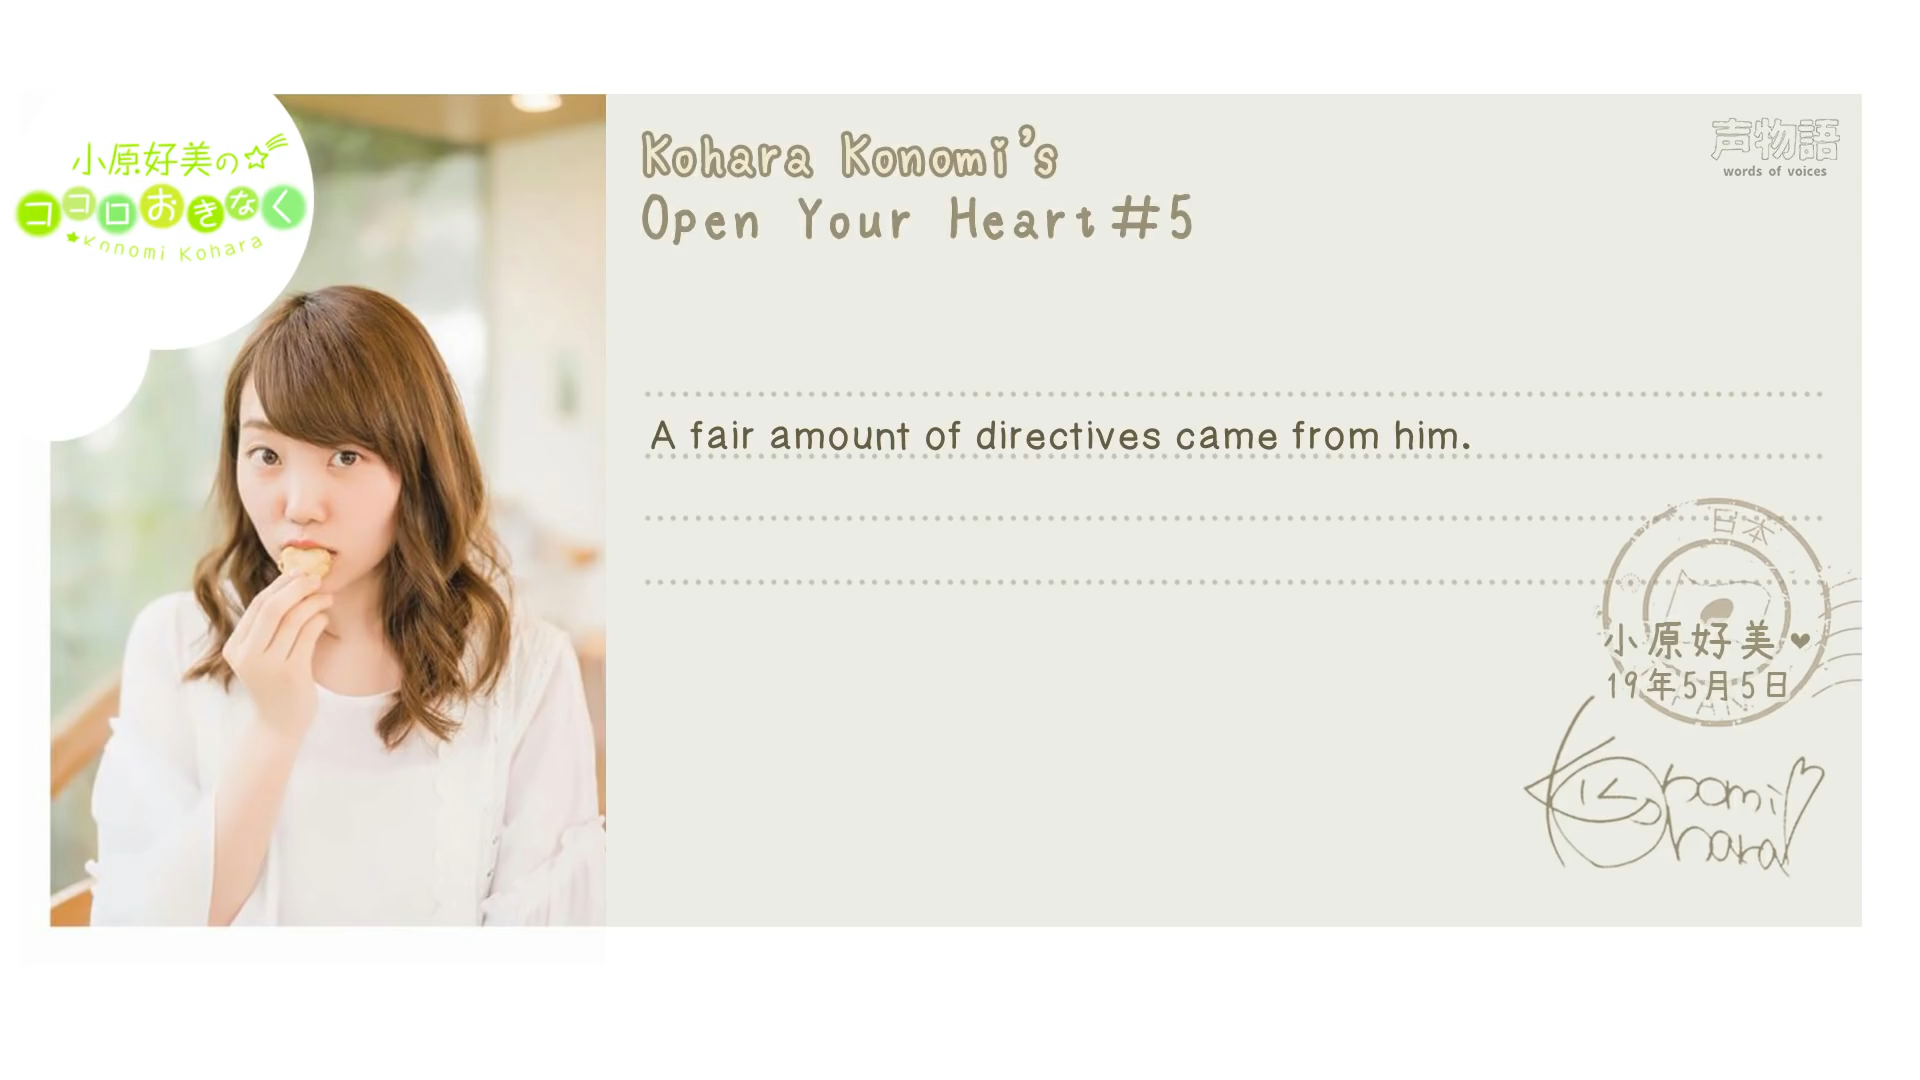 小原好美の☆
ココロおきなく
★Konomi Kohara
Kohara Konomi's
Open Your Heart#5
声物語
words of voices
A fair amount of directives came from him.
日本
小原好美♥
19年5月5日
Konomi
Kohara